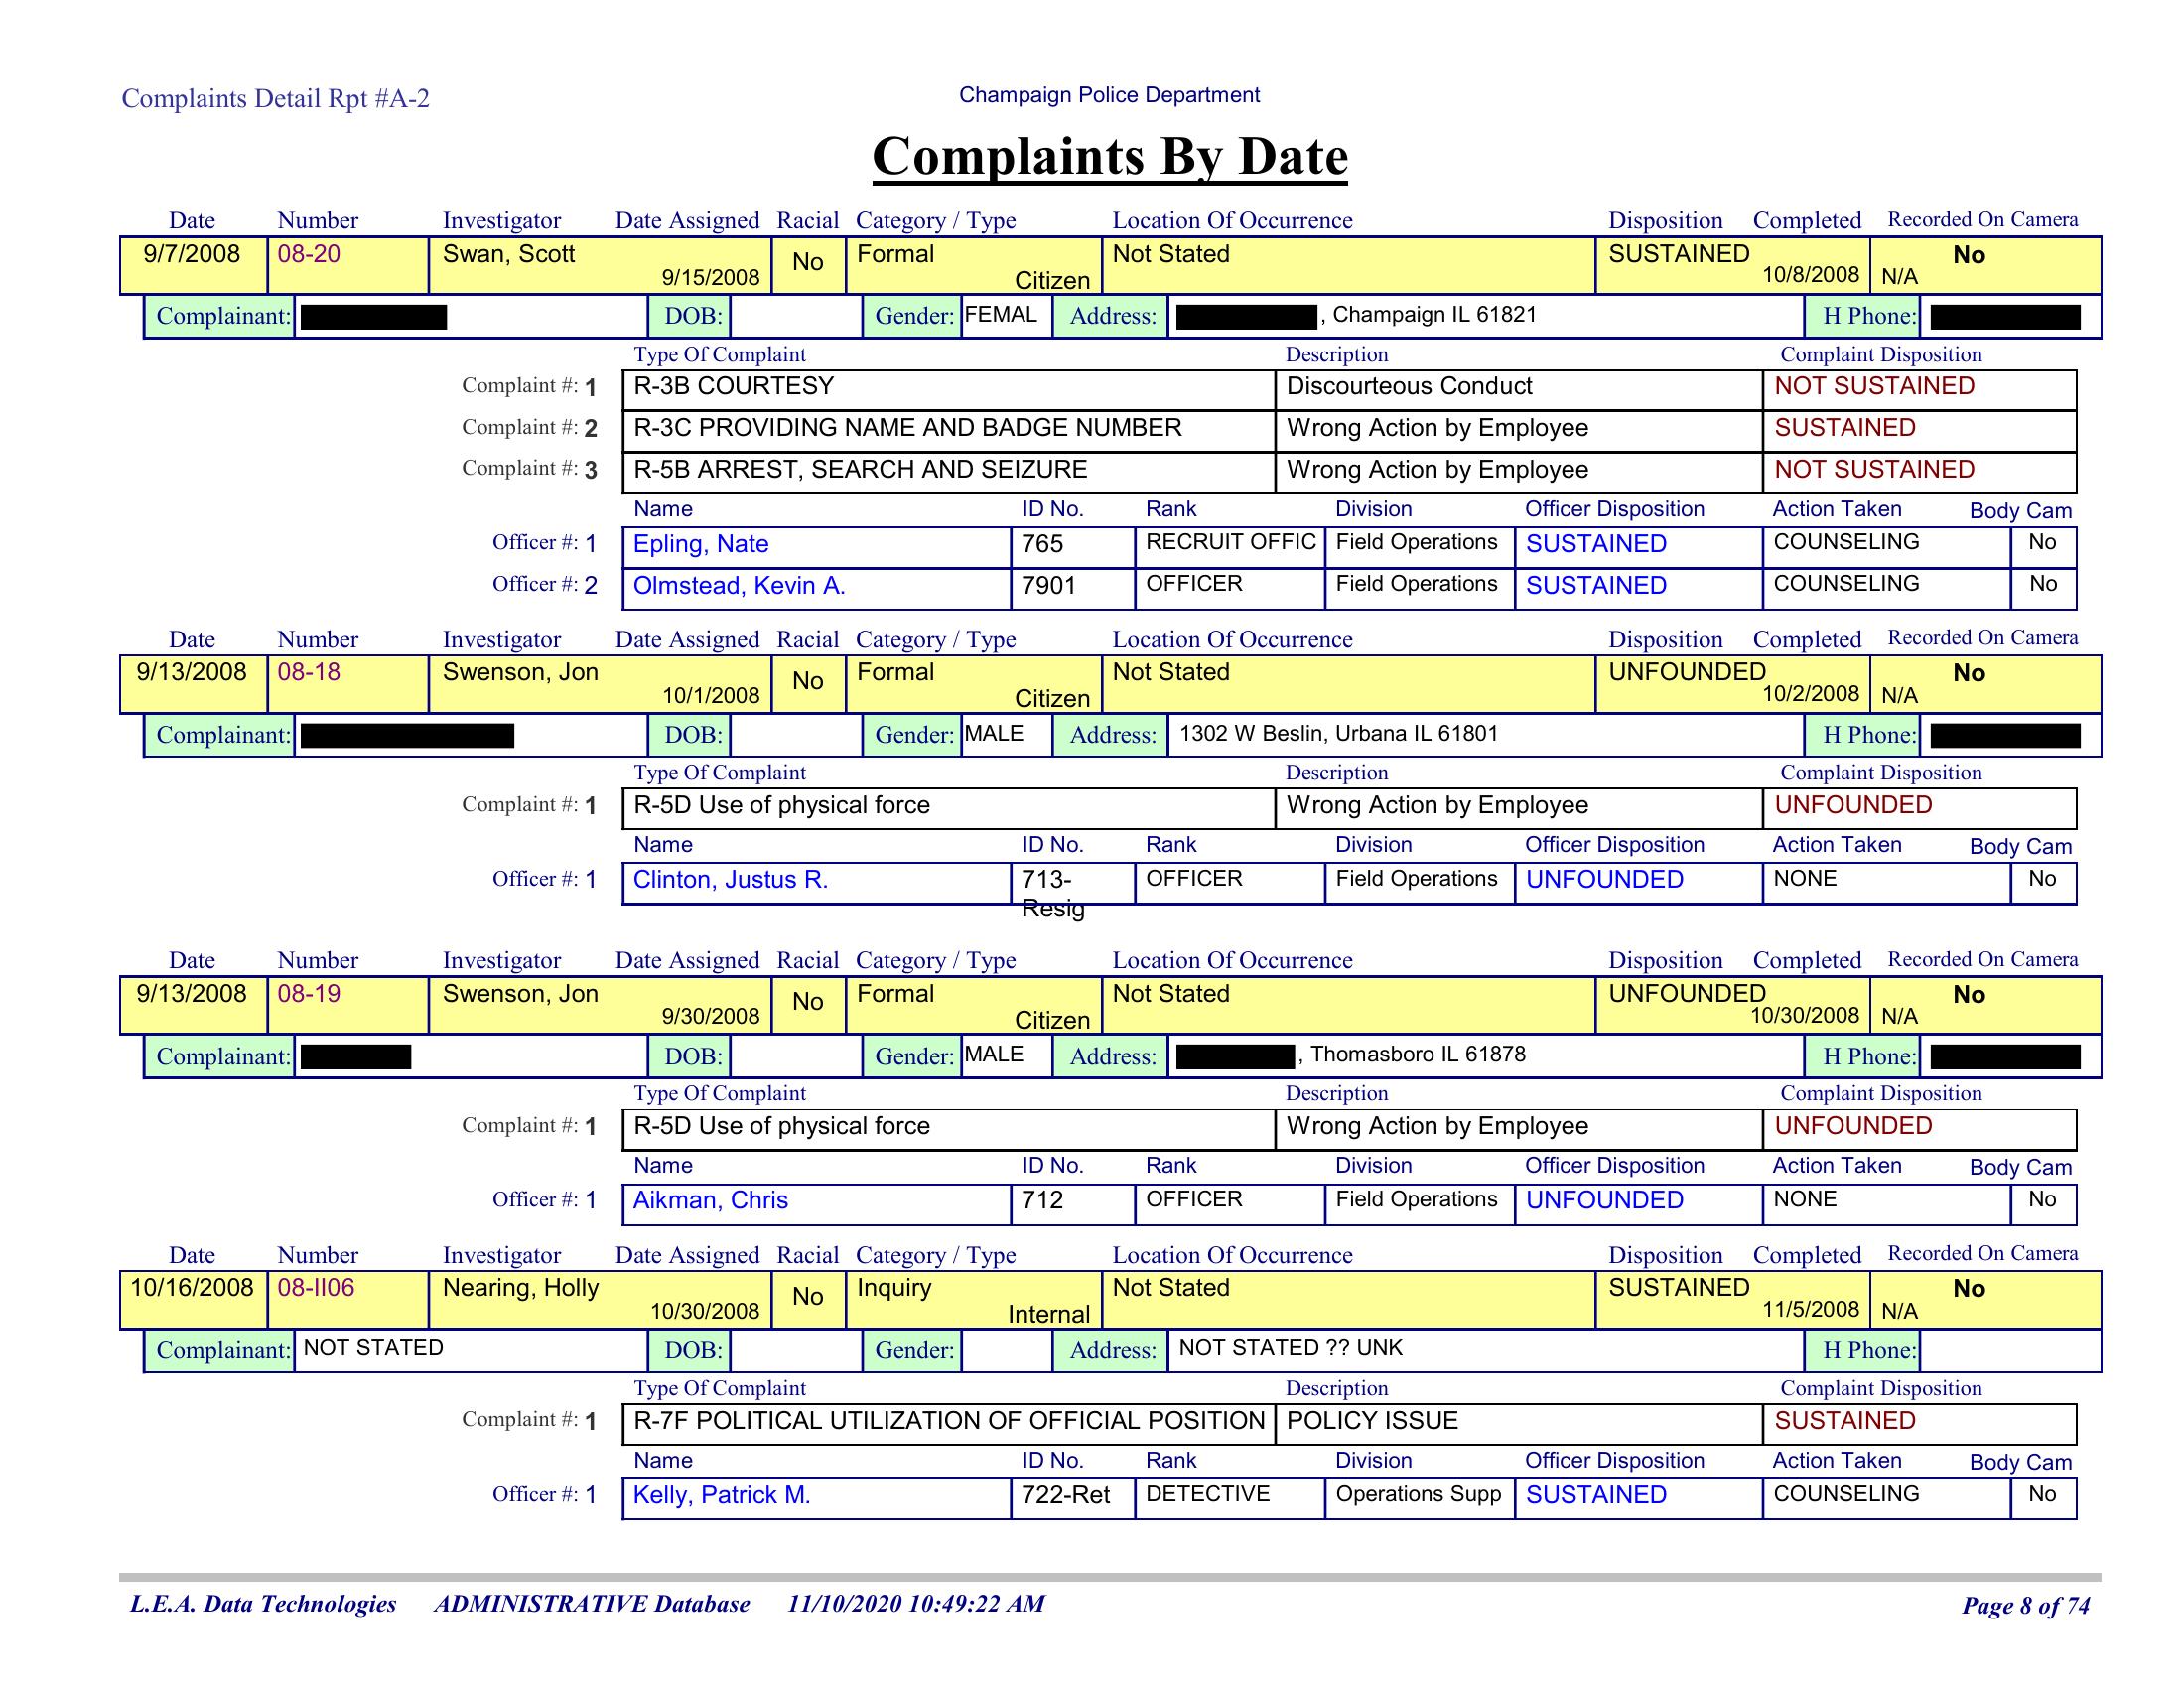 Complaints Detail Rpt #A-2 Champaign Police Department
Complaints By Date
Date Number Investigator Date Assigned Racial Category / Type Location Of Occurrence Disposition Completed Recorded On Camera
9/7/2008 08-20 Swan, Scott 9/15/2008 No Formal Citizen Not Stated SUSTAINED 10/8/2008 N/A No
Complainant: DOB: Gender: FEMAL Address: , Champaign IL 61821 H Phone:
Type Of Complaint Description Complaint Disposition
Complaint #: 1 R-3B COURTESY Discourteous Conduct NOT SUSTAINED
Complaint #: 2 R-3C PROVIDING NAME AND BADGE NUMBER Wrong Action by Employee SUSTAINED
Complaint #: 3 R-5B ARREST, SEARCH AND SEIZURE Wrong Action by Employee NOT SUSTAINED
Name ID No. Rank Division Officer Disposition Action Taken Body Cam
Officer #: 1 Epling, Nate 765 RECRUIT OFFIC Field Operations SUSTAINED COUNSELING No
Officer #: 2 Olmstead, Kevin A. 7901 OFFICER Field Operations SUSTAINED COUNSELING No
Date Number Investigator Date Assigned Racial Category / Type Location Of Occurrence Disposition Completed Recorded On Camera
9/13/2008 08-18 Swenson, Jon 10/1/2008 No Formal Citizen Not Stated UNFOUNDED 10/2/2008 N/A No
Complainant: DOB: Gender: MALE Address: 1302 W Beslin, Urbana IL 61801 H Phone:
Type Of Complaint Description Complaint Disposition
Complaint #: 1 R-5D Use of physical force Wrong Action by Employee UNFOUNDED
Name ID No. Rank Division Officer Disposition Action Taken Body Cam
Officer #: 1 Clinton, Justus R. 713- OFFICER Field Operations UNFOUNDED NONE No
Resig
Date Number Investigator Date Assigned Racial Category / Type Location Of Occurrence Disposition Completed Recorded On Camera
9/13/2008 08-19 Swenson, Jon 9/30/2008 No Formal Citizen Not Stated UNFOUNDED 10/30/2008 N/A No
Complainant: DOB: Gender: MALE Address: , Thomasboro IL 61878 H Phone:
Type Of Complaint Description Complaint Disposition
Complaint #: 1 R-5D Use of physical force Wrong Action by Employee UNFOUNDED
Name ID No. Rank Division Officer Disposition Action Taken Body Cam
Officer #: 1 Aikman, Chris 712 OFFICER Field Operations UNFOUNDED NONE No
Date Number Investigator Date Assigned Racial Category / Type Location Of Occurrence Disposition Completed Recorded On Camera
10/16/2008 08-II06 Nearing, Holly 10/30/2008 No Inquiry Internal Not Stated SUSTAINED 11/5/2008 N/A No
Complainant: NOT STATED DOB: Gender: Address: NOT STATED ?? UNK H Phone:
Type Of Complaint Description Complaint Disposition
Complaint #: 1 R-7F POLITICAL UTILIZATION OF OFFICIAL POSITION POLICY ISSUE SUSTAINED
Name ID No. Rank Division Officer Disposition Action Taken Body Cam
Officer #: 1 Kelly, Patrick M. 722-Ret DETECTIVE Operations Supp SUSTAINED COUNSELING No
L.E.A. Data Technologies ADMINISTRATIVE Database 11/10/2020 10:49:22 AM Page 8 of 74